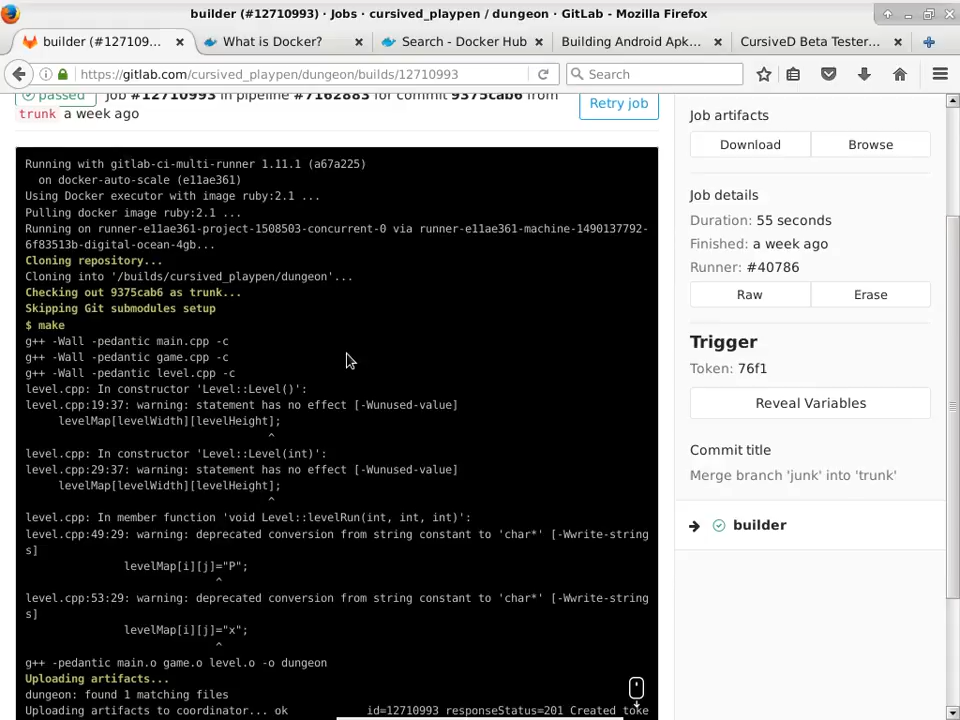 builder (#12710993) · Jobs · cursived_playpen / dungeon · GitLab - Mozilla Firefox
builder (#127109... × What is Docker? × Search - Docker Hub × Building Android Apk... × CursiveD Beta Tester... ×
https://gitlab.com/cursived_playpen/dungeon/builds/12710993 Search
passed Job #12710993 in pipeline #7162883 for commit 9375cab6 from
trunk a week ago
Retry job
Running with gitlab-ci-multi-runner 1.11.1 (a67a225)
on docker-auto-scale (e11ae361)
Using Docker executor with image ruby:2.1 ...
Pulling docker image ruby:2.1 ...
Running on runner-e11ae361-project-1508503-concurrent-0 via runner-e11ae361-machine-1490137792-
6f83513b-digital-ocean-4gb...
Cloning repository...
Cloning into '/builds/cursived_playpen/dungeon'...
Checking out 9375cab6 as trunk...
Skipping Git submodules setup
$ make
g++ -Wall -pedantic main.cpp -c
g++ -Wall -pedantic game.cpp -c
g++ -Wall -pedantic level.cpp -c
level.cpp: In constructor 'Level::Level()':
level.cpp:19:37: warning: statement has no effect [-Wunused-value]
levelMap[levelWidth][levelHeight];
^
level.cpp: In constructor 'Level::Level(int)':
level.cpp:29:37: warning: statement has no effect [-Wunused-value]
levelMap[levelWidth][levelHeight];
^
level.cpp: In member function 'void Level::levelRun(int, int, int)':
level.cpp:49:29: warning: deprecated conversion from string constant to 'char*' [-Wwrite-string
s]
levelMap[i][j]="P";
^
level.cpp:53:29: warning: deprecated conversion from string constant to 'char*' [-Wwrite-string
s]
levelMap[i][j]="x";
^
g++ -pedantic main.o game.o level.o -o dungeon
Uploading artifacts...
dungeon: found 1 matching files
Uploading artifacts to coordinator... ok id=12710993 responseStatus=201 Created toke
Job artifacts
Download Browse
Job details
Duration: 55 seconds
Finished: a week ago
Runner: #40786
Raw Erase
Trigger
Token: 76f1
Reveal Variables
Commit title
Merge branch 'junk' into 'trunk'
builder